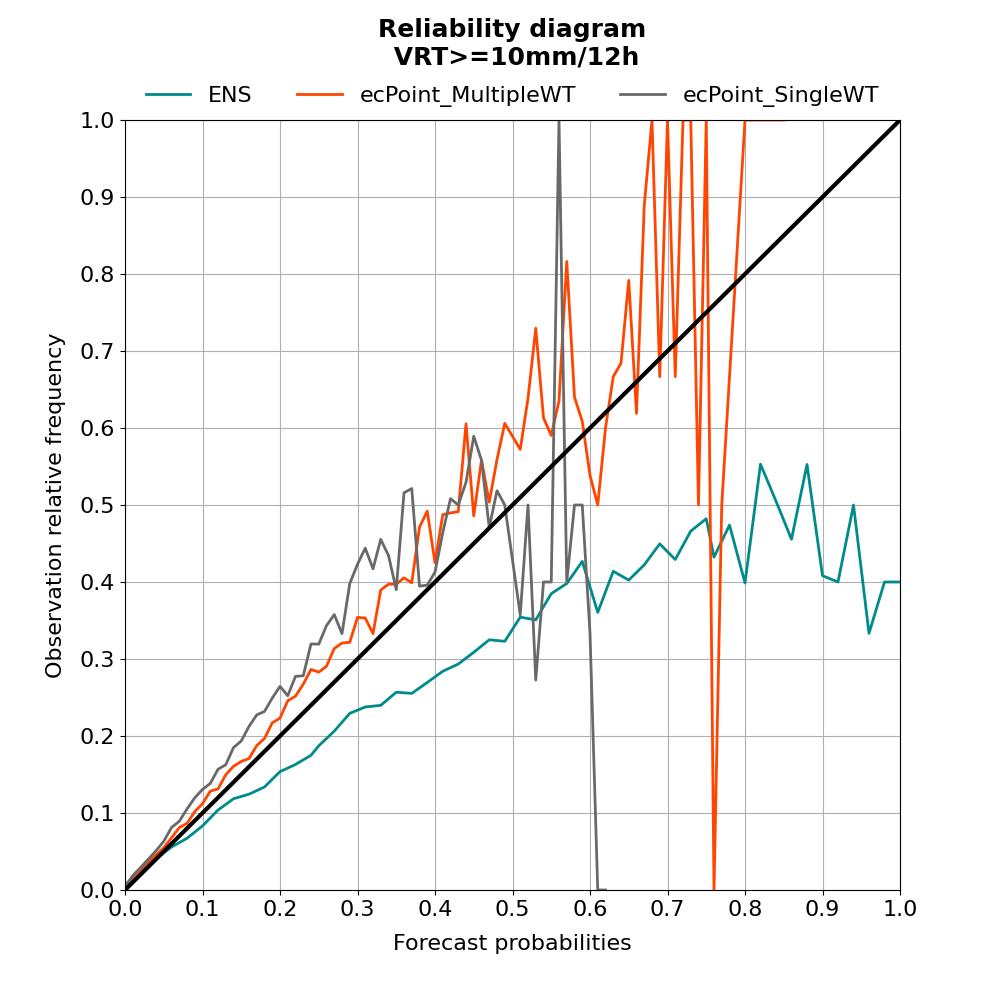 Reliability diagram
VRT>=10mm/12h
ENS ecPoint_MultipleWT ecPoint_SingleWT
1.0
0.9
0.8
0.7
0.6
0.5
0.4
0.3
0.2
0.1
0.0
Observation relative frequency
0.0 0.1 0.2 0.3 0.4 0.5 0.6 0.7 0.8 0.9 1.0
Forecast probabilities